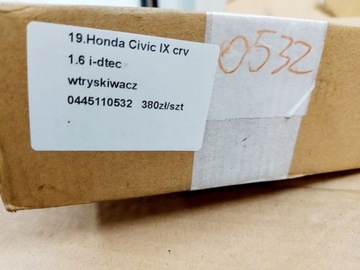 19.Honda Civic IX crv
1.6 i-dtec
wtryskiwacz
0445110532 380zł/szt
.
0532